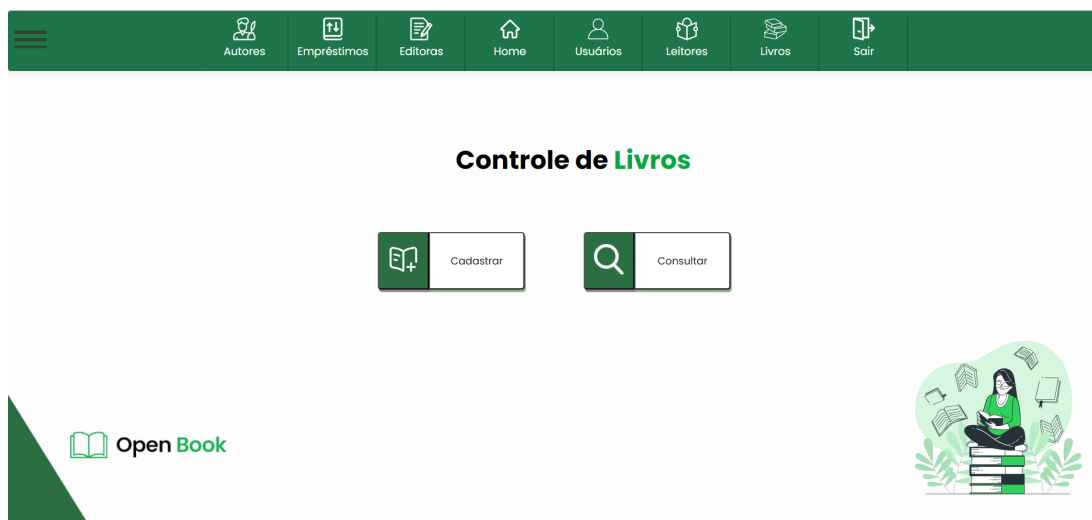 Autores
Empréstimos
Editoras
Home
Usuários
Leitores
Livros
Sair
Controle de Livros
Cadastrar
Consultar
Open Book